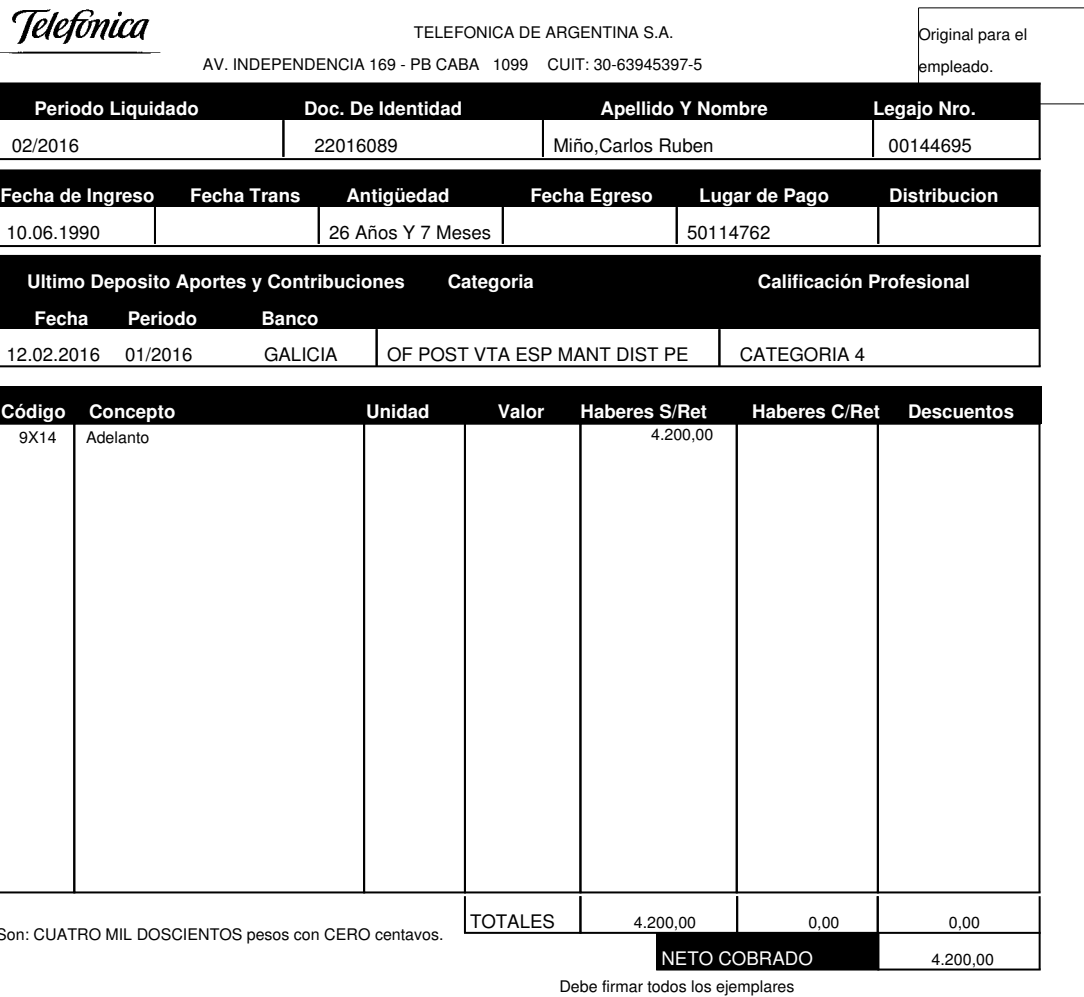 Telefónica
TELEFONICA DE ARGENTINA S.A.
Original para el
AV. INDEPENDENCIA 169 - PB CABA 1099 CUIT: 30-63945397-5
empleado.
Periodo Liquidado Doc. De Identidad Apellido Y Nombre Legajo Nro.
02/2016 22016089 Miño,Carlos Ruben 00144695
Fecha de Ingreso Fecha Trans Antigüedad Fecha Egreso Lugar de Pago Distribucion
10.06.1990 26 Años Y 7 Meses 50114762
Ultimo Deposito Aportes y Contribuciones Categoria Calificación Profesional
Fecha Periodo Banco
12.02.2016 01/2016 GALICIA OF POST VTA ESP MANT DIST PE CATEGORIA 4
Código Concepto Unidad Valor Haberes S/Ret Haberes C/Ret Descuentos
9X14 Adelanto 4.200,00
TOTALES 4.200,00 0,00 0,00
Son: CUATRO MIL DOSCIENTOS pesos con CERO centavos.
NETO COBRADO 4.200,00
Debe firmar todos los ejemplares